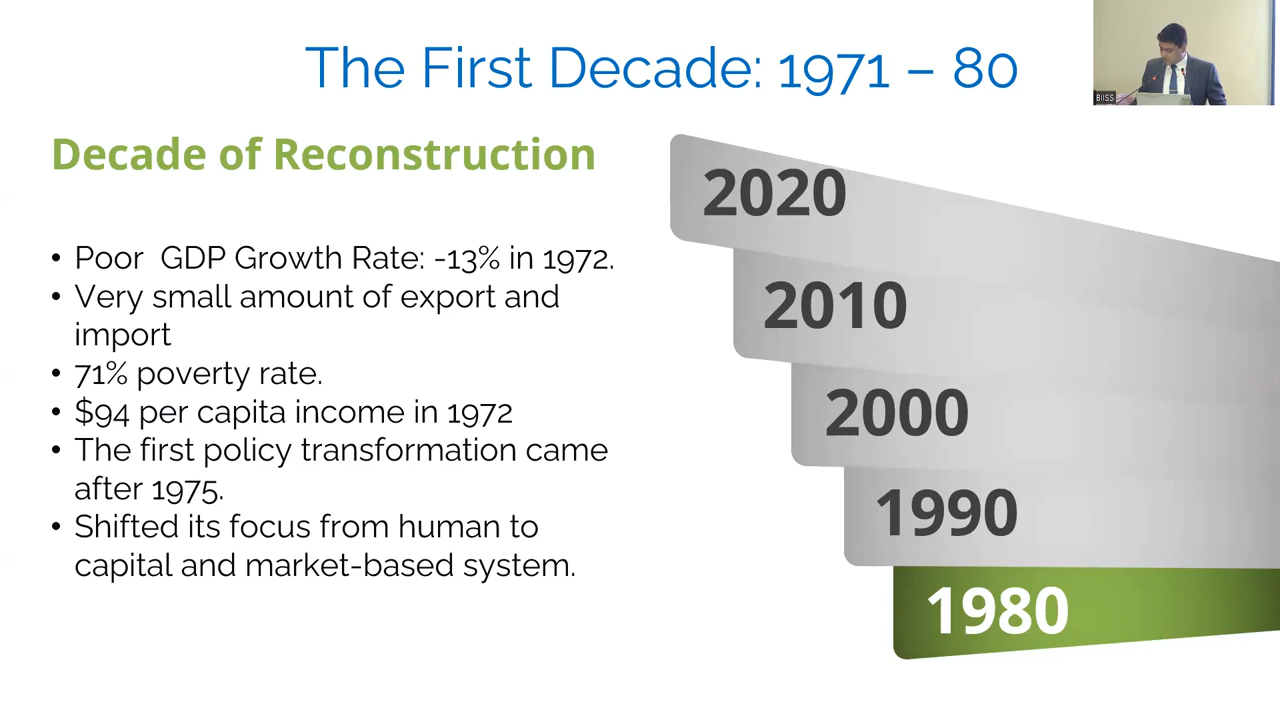 The First Decade: 1971 – 80
BIISS
Decade of Reconstruction
• Poor GDP Growth Rate: -13% in 1972.
• Very small amount of export and
import
• 71% poverty rate.
• $94 per capita income in 1972
• The first policy transformation came
after 1975.
• Shifted its focus from human to
capital and market-based system.
2020
2010
2000
1990
1980